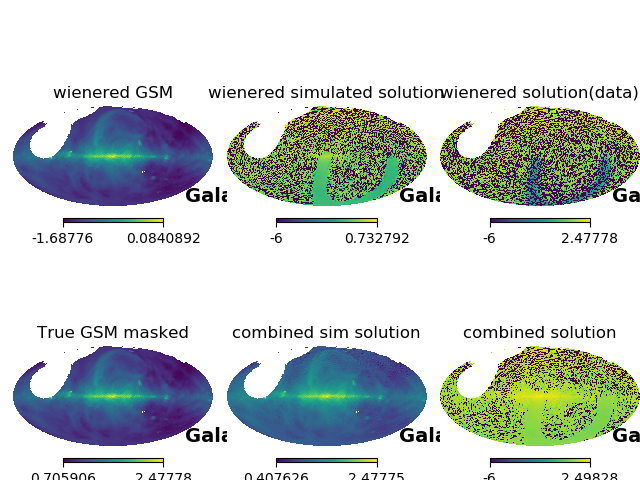 wienered GSM
wienered simulated solution
wienered solution(data)
Gala
Gala
Ga
-1.68776 0.0840892
-6 0.732792
-6 2.47778
True GSM masked
combined sim solution
combined solution
Gala
Gala
Ga
0.705906 2.47778
0.407626 2.47775
-6 2.49828